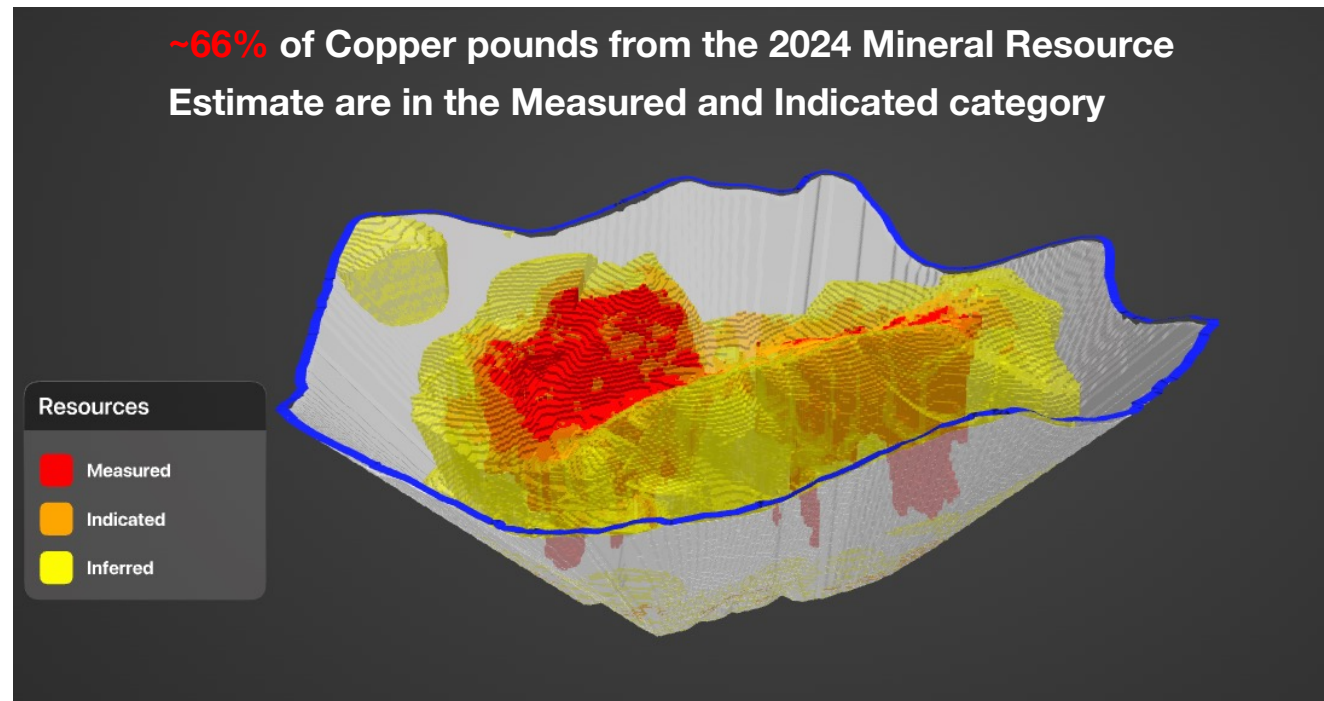 ~66% of Copper pounds from the 2024 Mineral Resource
Estimate are in the Measured and Indicated category
Resources
Measured
Indicated
Inferred